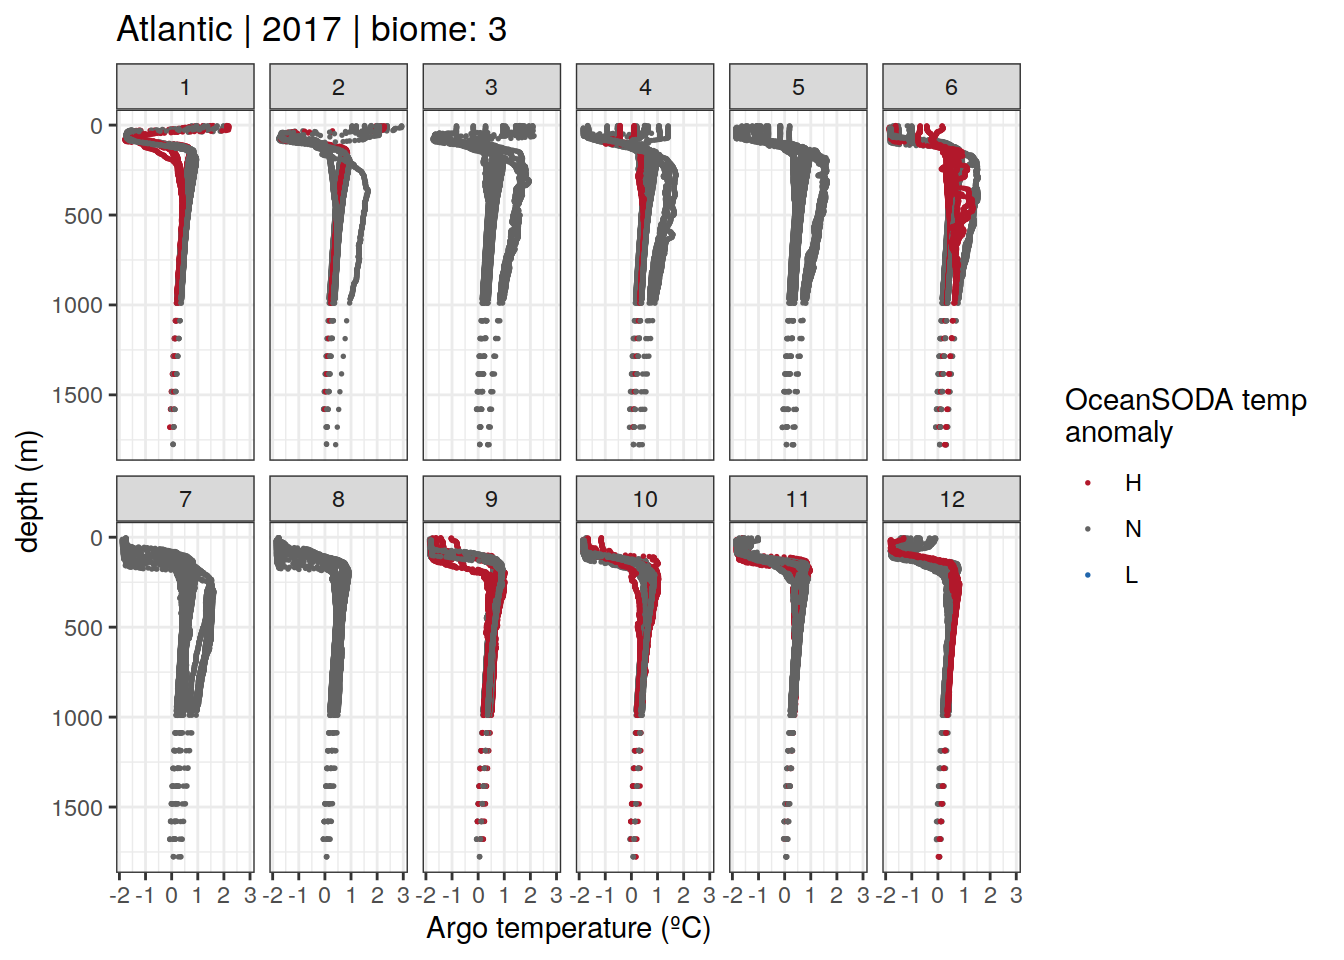 Atlantic | 2017 | biome: 3
1 2 3 4 5 6
0
500
1000
1500
7 8 9 10 11 12
0
500
1000
1500
-2 -1 0 1 2 3 -2 -1 0 1 2 3 -2 -1 0 1 2 3 -2 -1 0 1 2 3 -2 -1 0 1 2 3 -2 -1 0 1 2 3
Argo temperature (ºC)
depth (m)
OceanSODA temp
anomaly
H
N
L